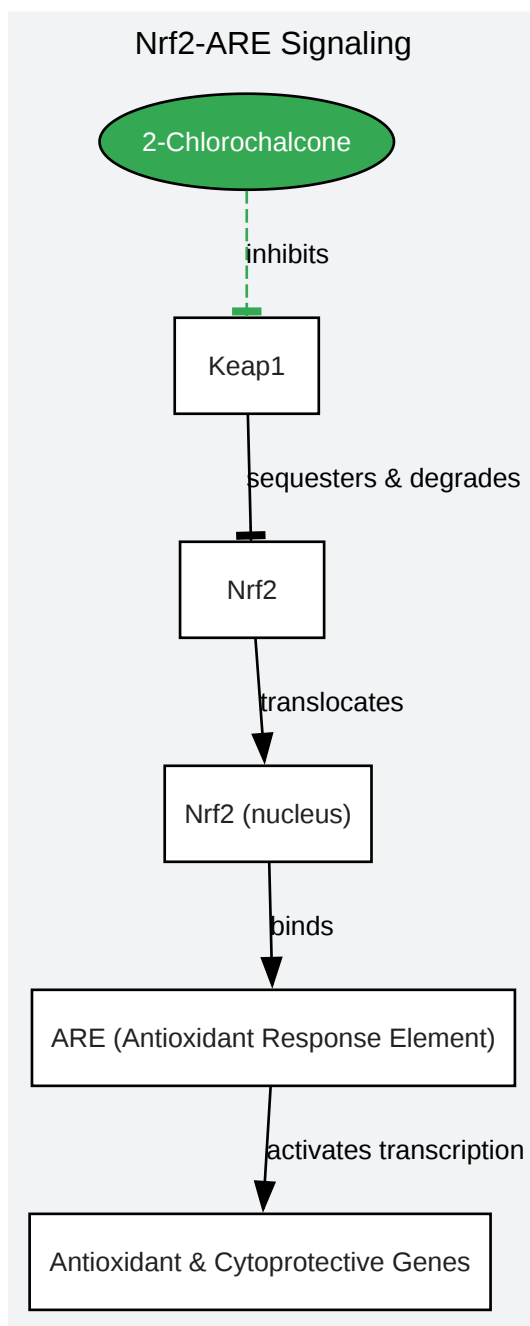 Nrf2-ARE Signaling
2-Chlorochalcone
inhibits
Keap1
sequesters & degrades
Nrf2
translocates
Nrf2 (nucleus)
binds
ARE (Antioxidant Response Element)
activates transcription
Antioxidant & Cytoprotective Genes